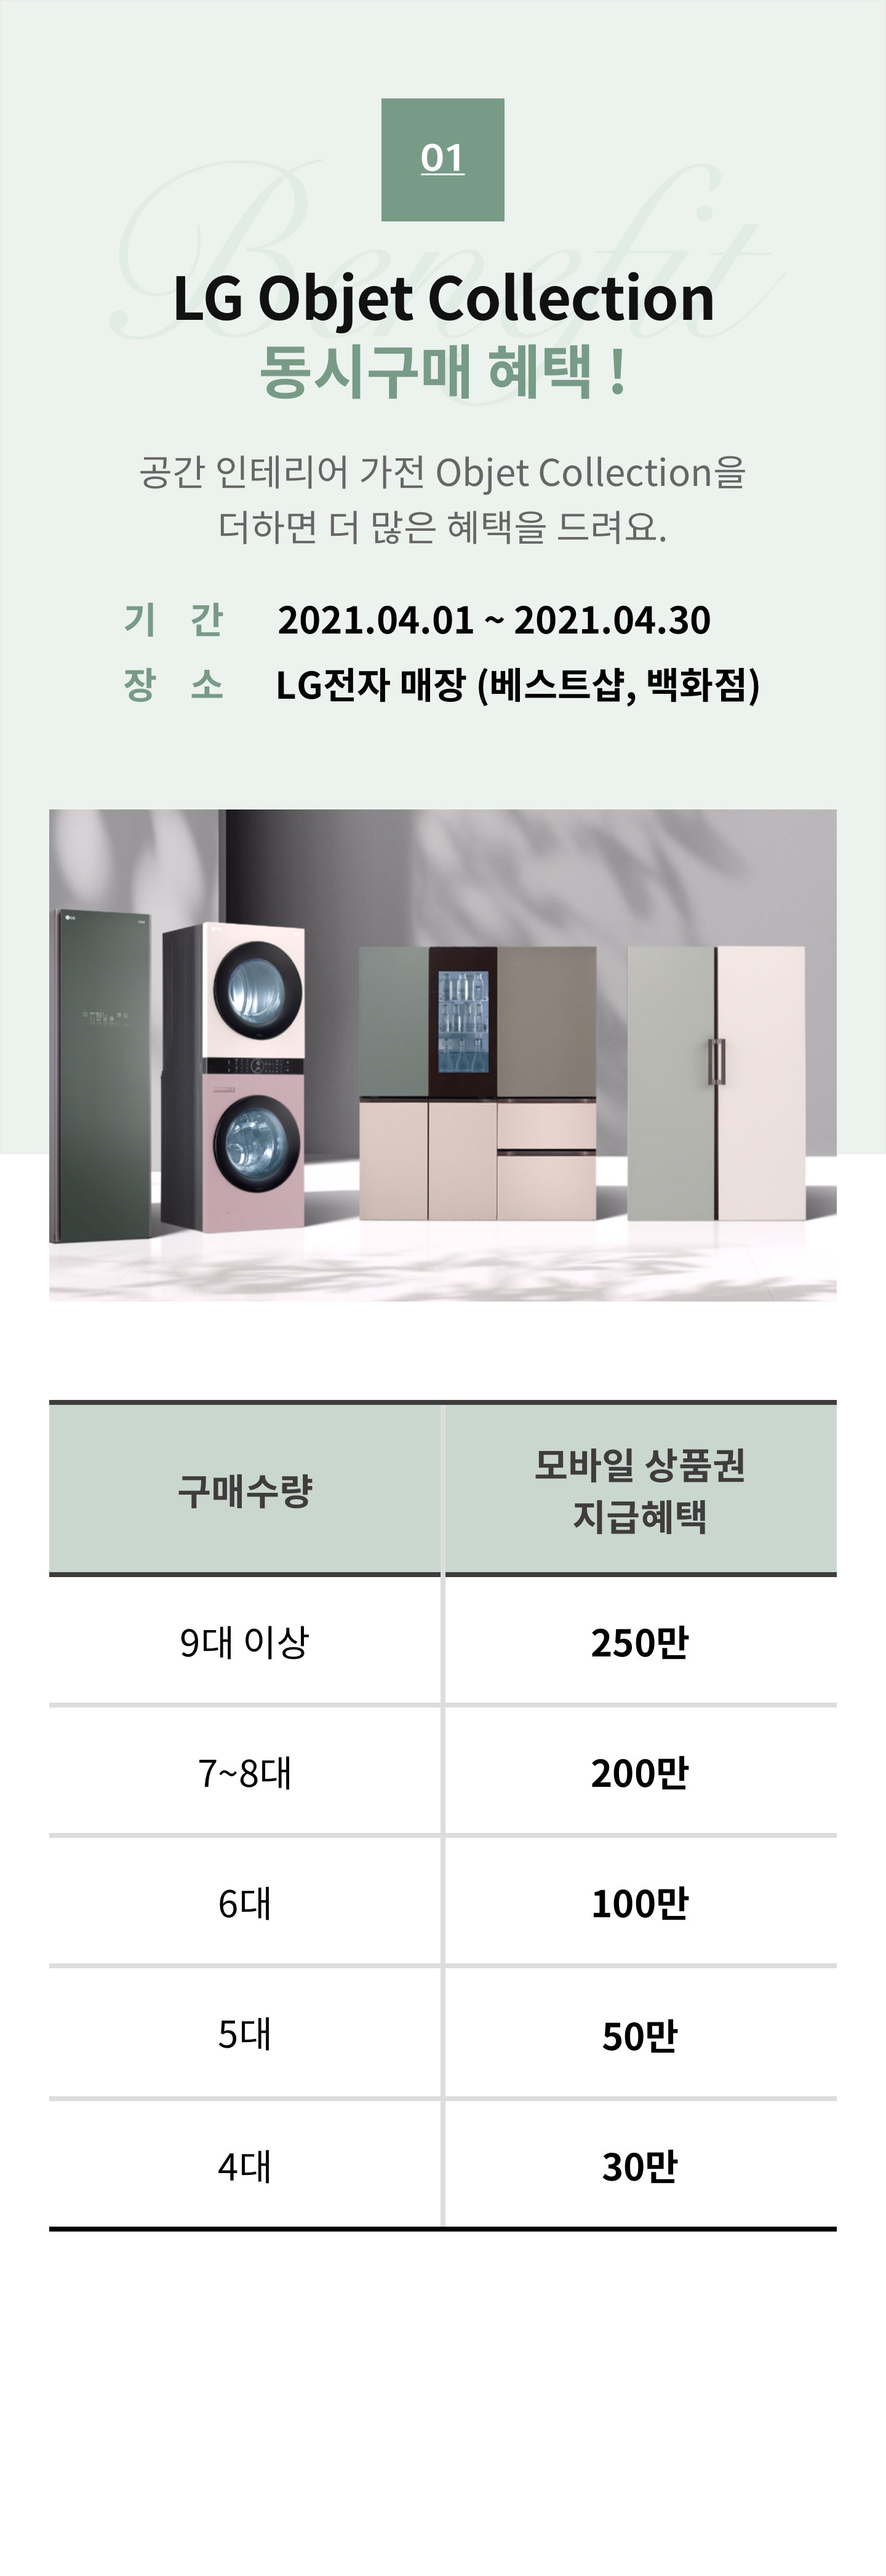 01
Benefit
LG Objet Collection
동시구매 혜택 !
공간 인테리어 가전 Objet Collection을
더하면 더 많은 혜택을 드려요.
기 간 2021.04.01 ~ 2021.04.30
장 소 LG전자 매장 (베스트샵, 백화점)
LG
구매수량
모바일 상품권
지급혜택
9대 이상 250만
7~8대 200만
6대 100만
5대 50만
4대 30만